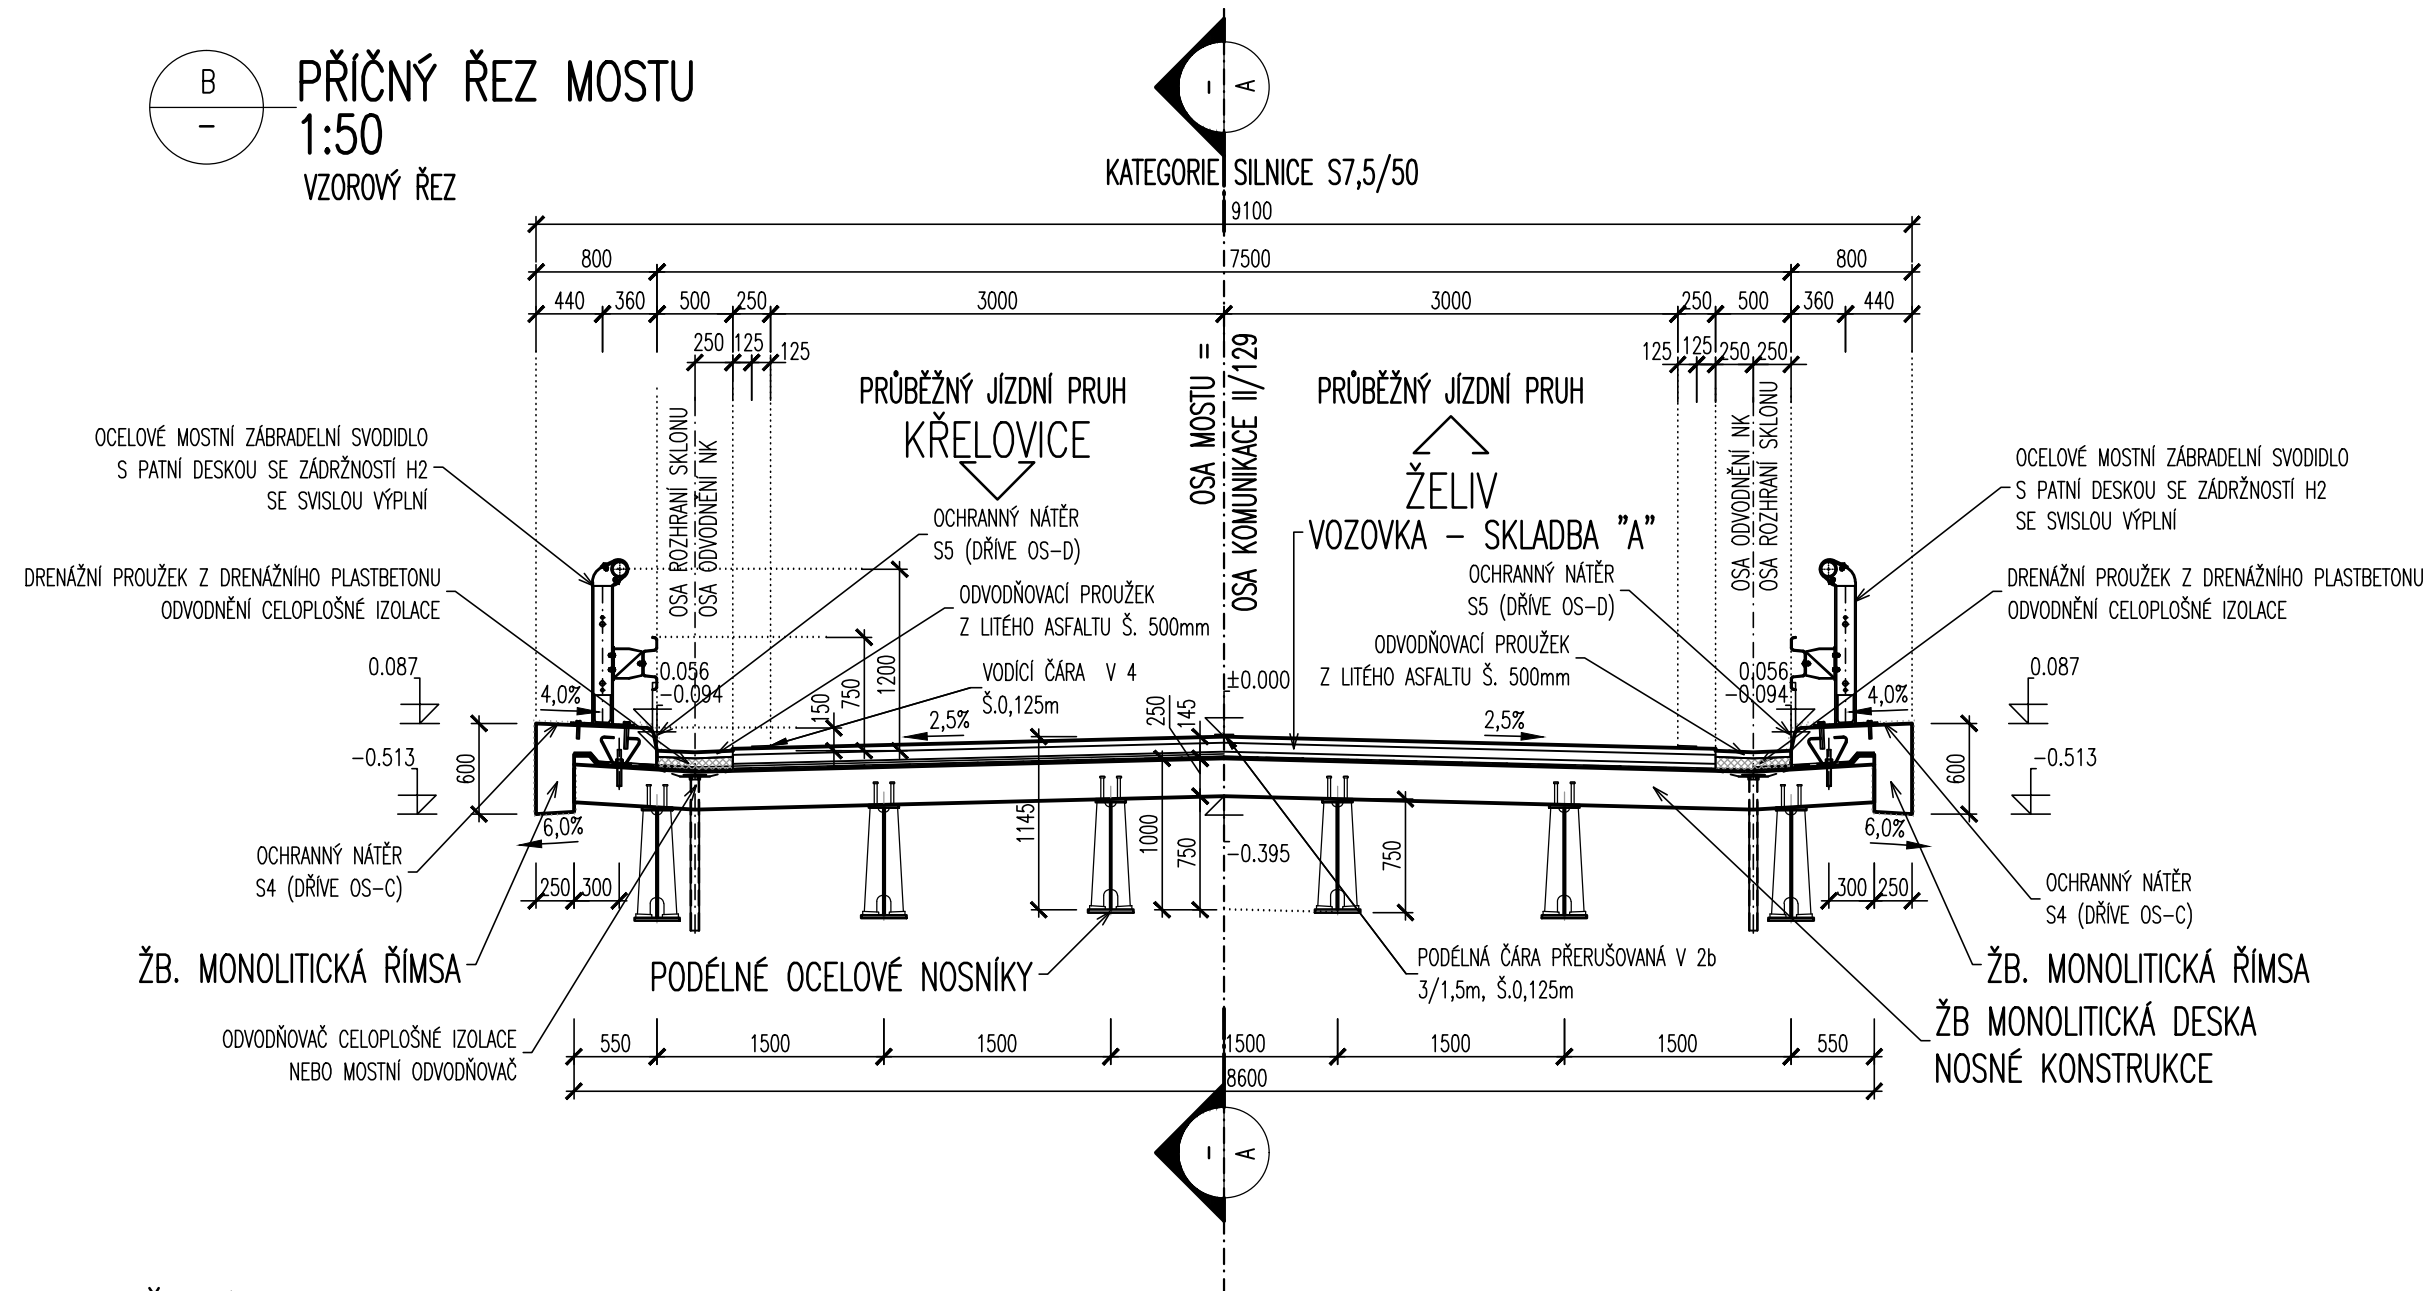 B
–
PŘÍČNÝ ŘEZ MOSTU
1:50
VZOROVÝ ŘEZ
–
A
KATEGORIE SILNICE S7,5/50
9100
800
7500
800
440
360
500
250
3000
3000
250
500
360
440
250
125
125
125
125
250
250
PRŮBĚŽNÝ JÍZDNÍ PRUH
KŘELOVICE
PRŮBĚŽNÝ JÍZDNÍ PRUH
ŽELIV
OSA MOSTU =
OSA KOMUNIKACE II/129
OSA ROZHRANÍ SKLONU
OSA ODVODNĚNÍ NK
OSA ODVODNĚNÍ NK
OSA ROZHRANÍ SKLONU
OCELOVÉ MOSTNÍ ZÁBRADELNÍ SVODIDLO
S PATNÍ DESKOU SE ZÁDRŽNOSTÍ H2
SE SVISLOU VÝPLNÍ
OCELOVÉ MOSTNÍ ZÁBRADELNÍ SVODIDLO
S PATNÍ DESKOU SE ZÁDRŽNOSTÍ H2
SE SVISLOU VÝPLNÍ
OCHRANNÝ NÁTĚR
S5 (DŘÍVE OS–D)
VOZOVKA – SKLADBA "A"
OCHRANNÝ NÁTĚR
S5 (DŘÍVE OS–D)
DRENÁŽNÍ PROUŽEK Z DRENÁŽNÍHO PLASTBETONU
ODVODNĚNÍ CELOPLOŠNÉ IZOLACE
DRENÁŽNÍ PROUŽEK Z DRENÁŽNÍHO PLASTBETONU
ODVODNĚNÍ CELOPLOŠNÉ IZOLACE
ODVODŇOVACÍ PROUŽEK
Z LITÉHO ASFALTU Š. 500mm
ODVODŇOVACÍ PROUŽEK
Z LITÉHO ASFALTU Š. 500mm
VODÍCÍ ČÁRA V 4
Š.0,125m
0.087
0.056
–0.094
±0.000
0.056
–0.094
0.087
4,0%
150
750
1200
2,5%
250
145
2,5%
4,0%
–0.513
600
600
–0.513
6,0%
1145
1000
750
–0.395
750
6,0%
OCHRANNÝ NÁTĚR
S4 (DŘÍVE OS–C)
250
300
300
250
OCHRANNÝ NÁTĚR
S4 (DŘÍVE OS–C)
ŽB. MONOLITICKÁ ŘÍMSA
PODÉLNÉ OCELOVÉ NOSNÍKY
PODÉLNÁ ČÁRA PŘERUŠOVANÁ V 2b
3/1,5m, Š.0,125m
ŽB. MONOLITICKÁ ŘÍMSA
ŽB MONOLITICKÁ DESKA
NOSNÉ KONSTRUKCE
ODVODŇOVAČ CELOPLOŠNÉ IZOLACE
NEBO MOSTNÍ ODVODŇOVAČ
550
1500
1500
1500
1500
1500
550
8600
–
A